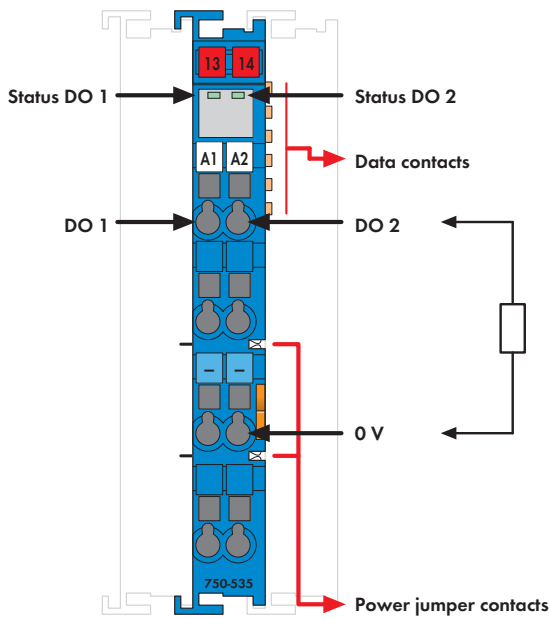 13 14
Status DO 1
Status DO 2
A1 A2
Data contacts
DO 1
DO 2
– –
0 V
750-535
Power jumper contacts